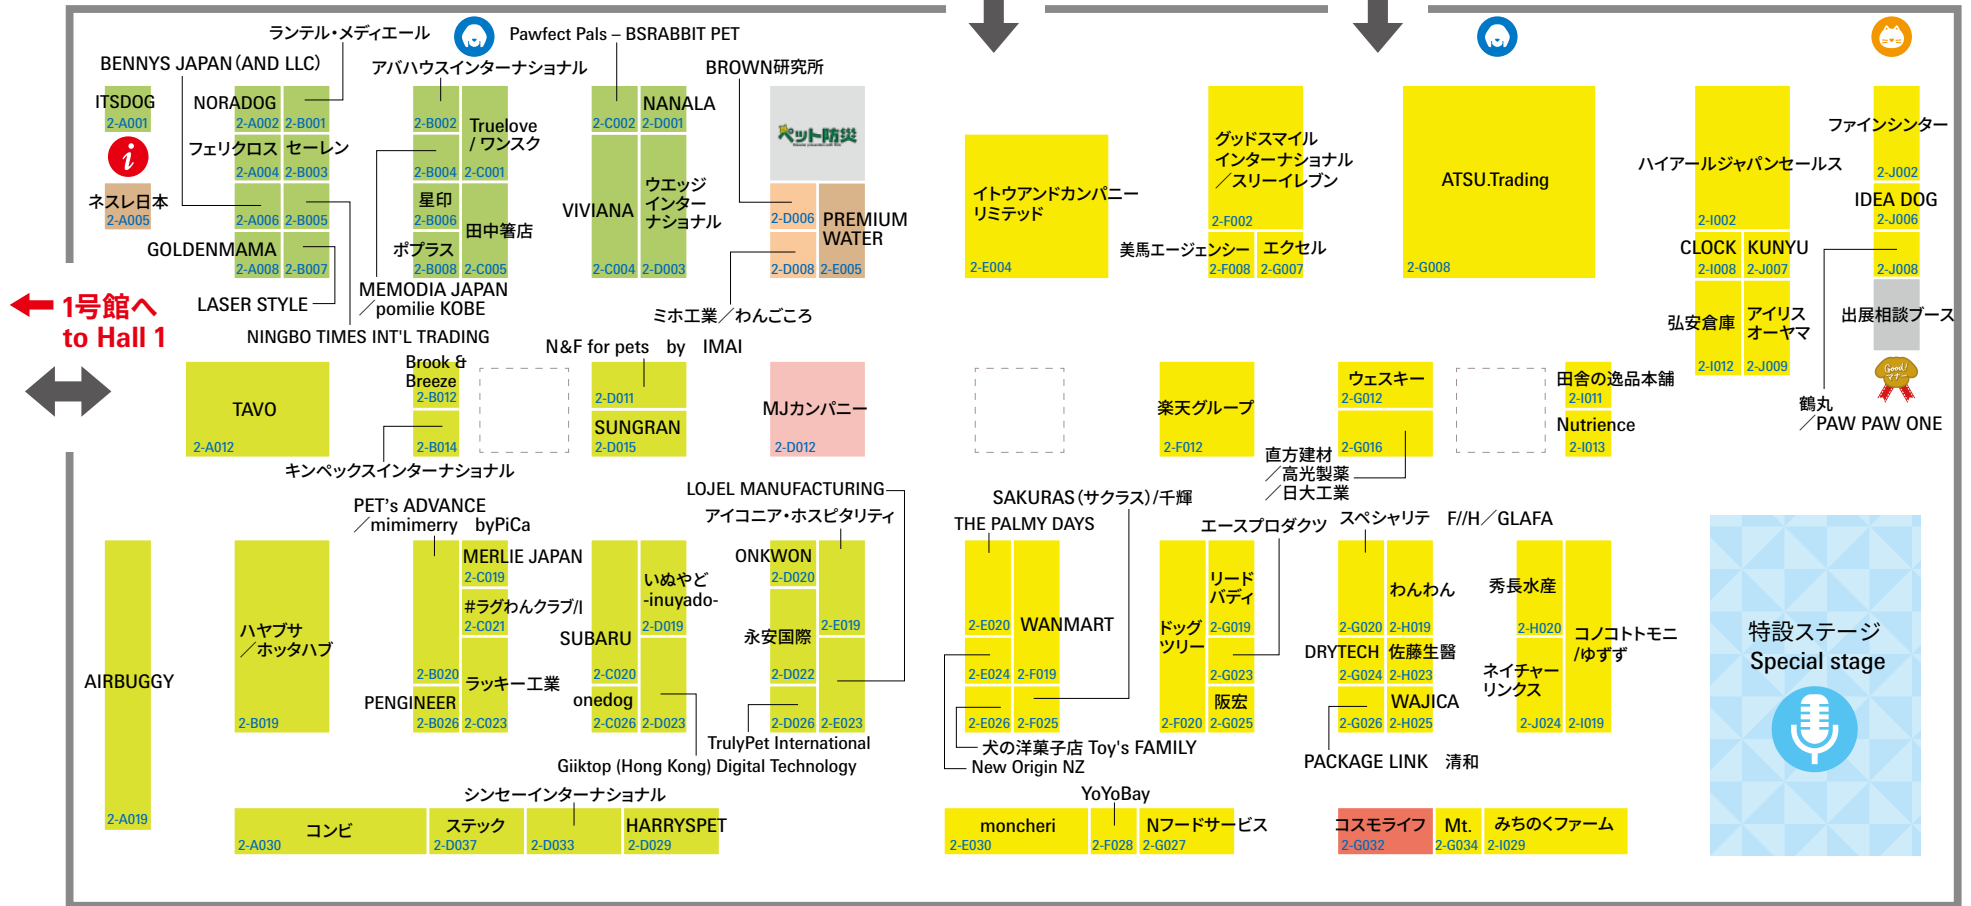 ランテル・メディエール
Pawfect Pals – BSRABBIT PET
BENNYS JAPAN（AND LLC）
アバハウスインターナショナル
BROWN研究所
ITSDOG
2-A001
NORADOG
2-A002
2-B001
2-B002
Truelove
/ ワンスク
2-C001
2-C002
NANALA
2-D001
ペット防災
グッドスマイル
インターナショナル
／スリーイレブン
2-F002
ATSU.Trading
2-G008
ハイアールジャパンセールス
2-I002
ファインシンター
2-J002
フェリクロス
2-A004
セーレン
2-B003
2-B004
ネスレ日本
2-A005
2-A006
2-B005
星印
2-B006
田中箸店
2-C005
VIVIANA
2-C004
ウエッジ
インター
ナショナル
2-D003
2-D006
PREMIUM
WATER
2-E005
イトウアンドカンパニー
リミテッド
2-E004
IDEA DOG
2-J006
GOLDENMAMA
2-A008
2-B007
ポプラス
2-B008
2-D008
美馬エージェンシー
2-F008
エクセル
2-G007
CLOCK
2-I008
KUNYU
2-J007
2-J008
LASER STYLE
MEMODIA JAPAN
／pomilie KOBE
ミホ工業／わんごころ
弘安倉庫
2-I012
アイリス
オーヤマ
2-J009
出展相談ブース
1号館へ
to Hall 1
NINGBO TIMES INT'L TRADING
N&F for pets by IMAI
Good!
マナー
鶴丸
／PAW PAW ONE
TAVO
2-A012
Brook &
Breeze
2-B012
2-B014
2-D011
SUNGRAN
2-D015
MJカンパニー
2-D012
楽天グループ
2-F012
ウェスキー
2-G012
2-G016
田舎の逸品本舗
2-I011
Nutrience
2-I013
キンペックスインターナショナル
直方建材
／高光製薬
／日大工業
PET's ADVANCE
／mimimerry byPiCa
LOJEL MANUFACTURING
アイコニア・ホスピタリティ
SAKURAS（サクラス）/千輝
THE PALMY DAYS
エースプロダクツ
スペシャリテ
F//H／GLAFA
AIRBUGGY
2-A019
ハヤブサ
／ホッタハブ
2-B019
2-B020
MERLIE JAPAN
2-C019
#ラグわんクラブ/I
2-C021
PENGINEER
2-B026
ラッキー工業
2-C023
SUBARU
2-C020
いぬやど
-inuyado-
2-D019
onedog
2-C026
2-D023
ONKWON
2-D020
2-E019
永安国際
2-D022
2-D026
2-E023
2-E020
WANMART
2-F019
2-E024
2-E026
2-F025
ドッグ
ツリー
2-F020
リード
バディ
2-G019
2-G023
阪宏
2-G025
2-G020
わんわん
2-H019
DRYTECH
2-G024
佐藤生醫
2-H023
2-G026
WAJICA
2-H025
秀長水産
2-H020
ネイチャー
リンクス
2-J024
コノコトトモニ
/ゆずず
2-I019
特設ステージ
Special stage
TrulyPet International
Giiktop (Hong Kong) Digital Technology
犬の洋菓子店 Toy's FAMILY
New Origin NZ
PACKAGE LINK 清和
シンセーインターナショナル
YoYoBay
コンビ
2-A030
ステック
2-D037
2-D033
HARRYSPET
2-D029
moncheri
2-E030
2-F028
Nフードサービス
2-G027
コスモライフ
2-G032
Mt.
2-G034
みちのくファーム
2-I029